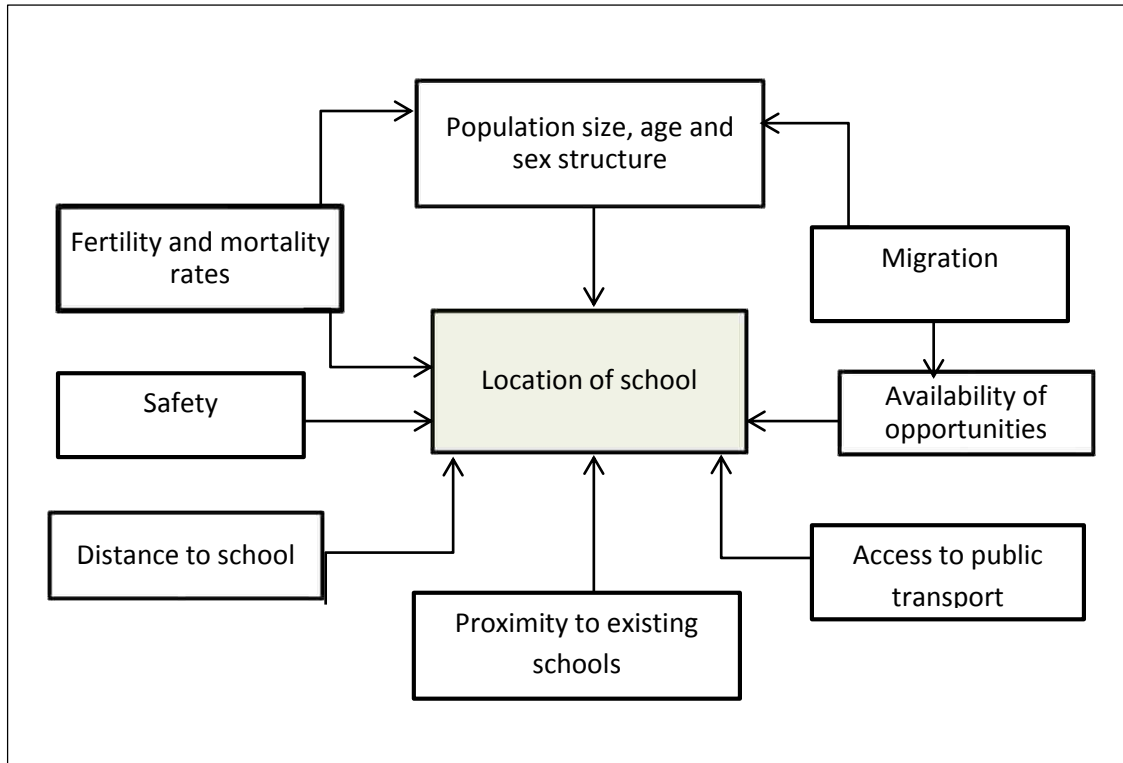 Population size, age and
sex structure
Fertility and mortality
rates
Migration
Location of school
Safety
Availability of
opportunities
Distance to school
Access to public
transport
Proximity to existing
schools